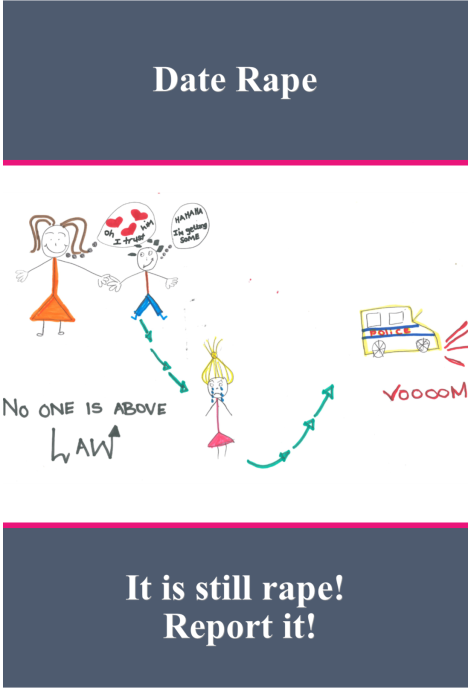 Date Rape
Oh
him
I trust
HAHAHA
I'm getting
SOME
POLICE
VOOOOM
NO ONE IS ABOVE
LAW
It is still rape!
Report it!